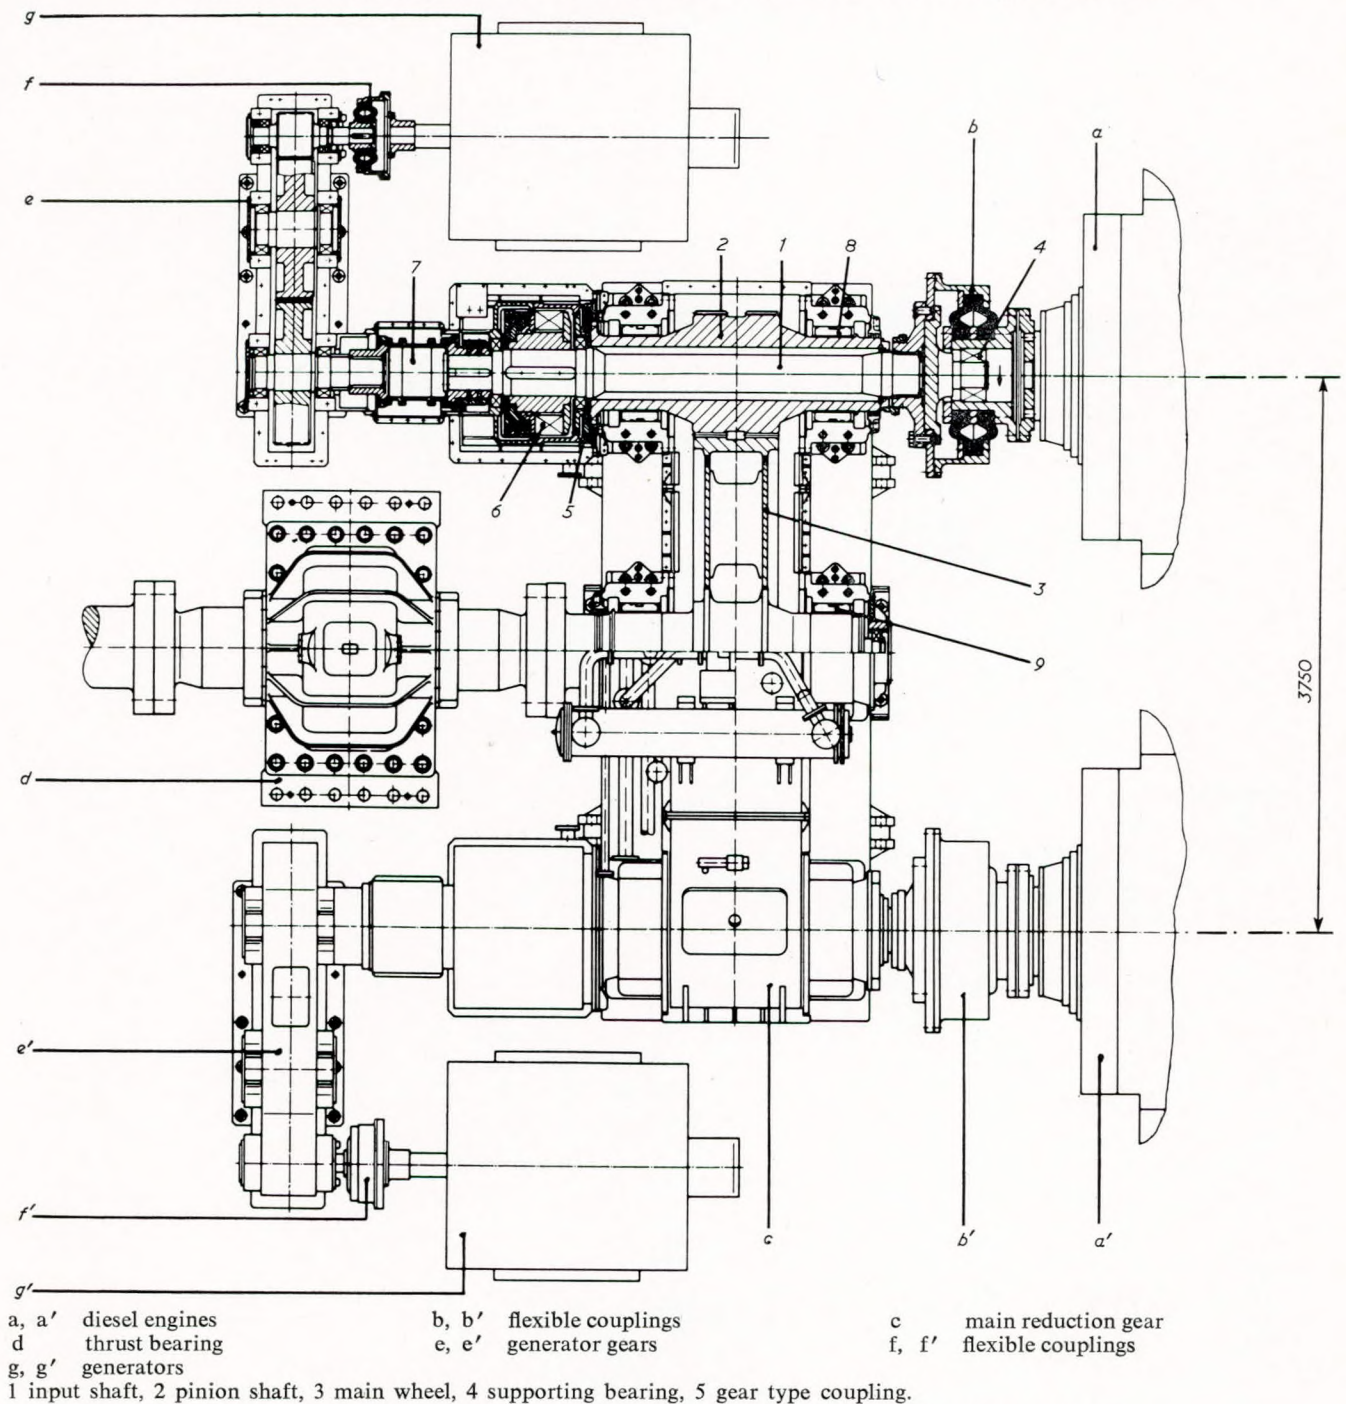 g
f
b
a
e
2
1
8
4
7
6
5
3
9
3750
d
e'
f'
c
b'
a'
g'
a, a' diesel engines b, b' flexible couplings c main reduction gear
d thrust bearing e, e' generator gears f, f' flexible couplings
g, g' generators
1 input shaft, 2 pinion shaft, 3 main wheel, 4 supporting bearing, 5 gear type coupling.